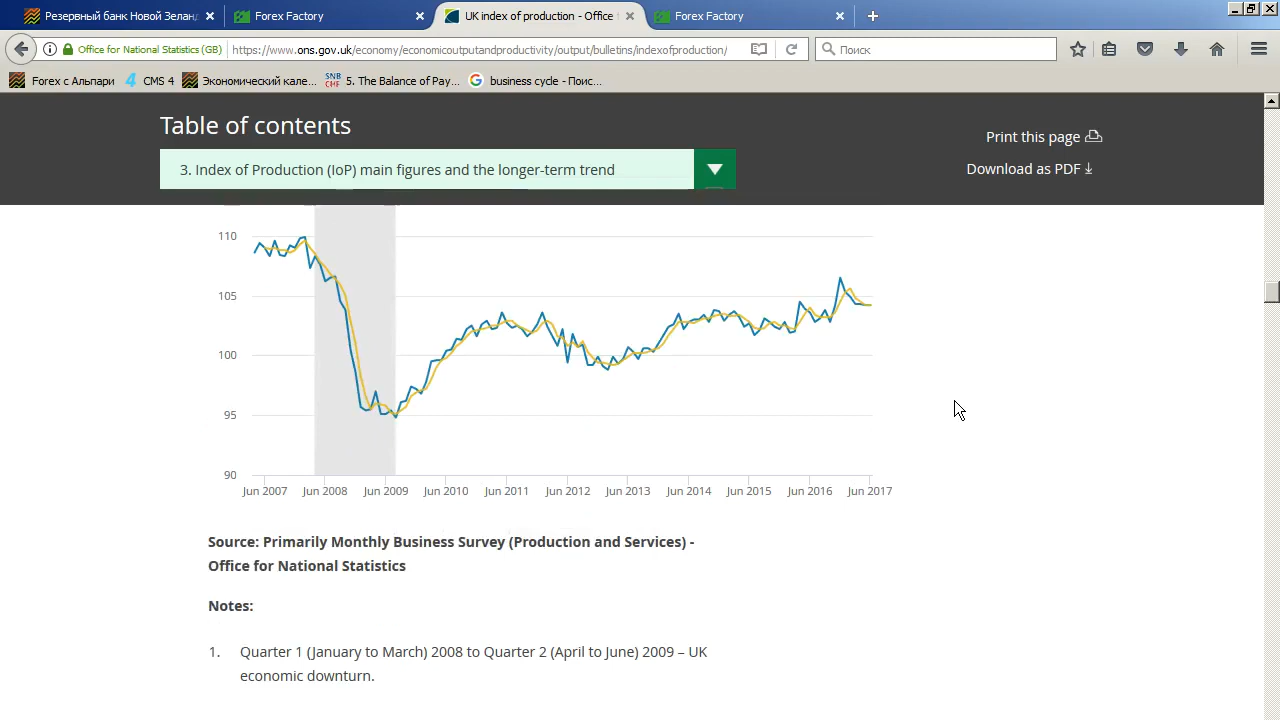 Резервный банк Новой Зелан
Forex Factory
UK index of production - Office
Forex Factory
Office for National Statistics (GB)
https://www.ons.gov.uk/economy/economicoutputandproductivity/output/bulletins/indexofproduction/
Поиск
Forex с Альпари
CMS 4
Экономический кале...
SNB CHF 5. The Balance of Pay...
business cycle - Поис...
Table of contents
Print this page
3. Index of Production (IoP) main figures and the longer-term trend
Download as PDF
110
105
100
95
90
Jun 2007 Jun 2008 Jun 2009 Jun 2010 Jun 2011 Jun 2012 Jun 2013 Jun 2014 Jun 2015 Jun 2016 Jun 2017
Source: Primarily Monthly Business Survey (Production and Services) -
Office for National Statistics
Notes:
1. Quarter 1 (January to March) 2008 to Quarter 2 (April to June) 2009 – UK
economic downturn.